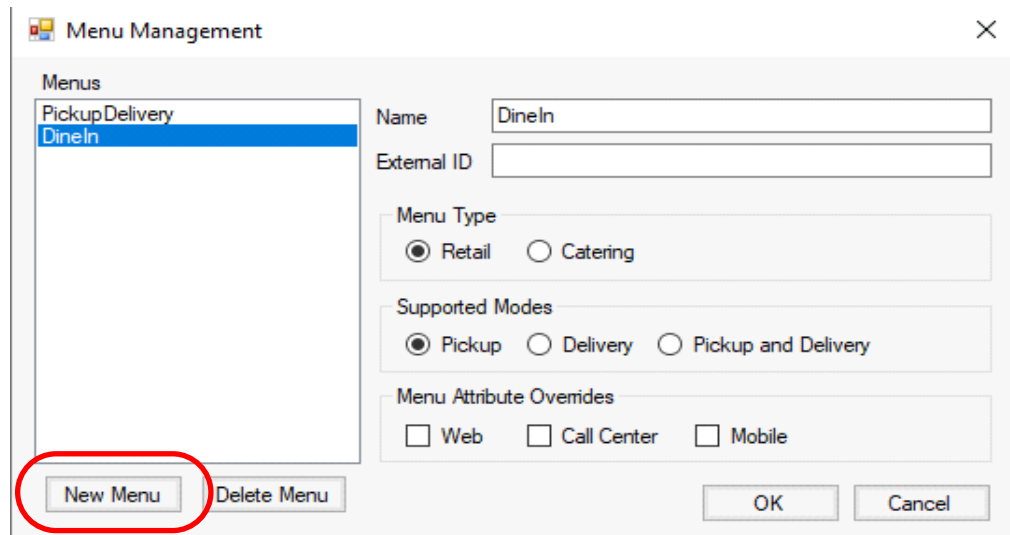 Menu Management
Menus
PickupDelivery
DineIn
Name DineIn
External ID
Menu Type
Retail Catering
Supported Modes
Pickup Delivery Pickup and Delivery
Menu Attribute Overrides
Web Call Center Mobile
New Menu Delete Menu OK Cancel